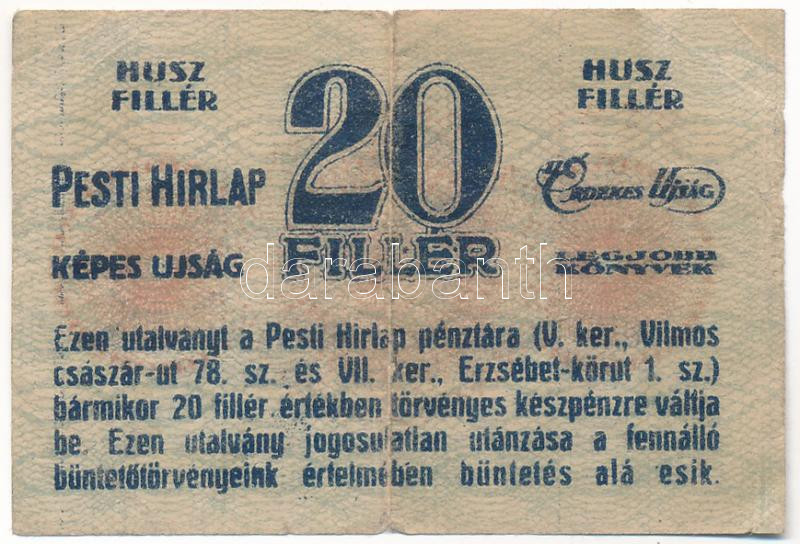 HUSZ FILLÉR
20
FILLÉR
HUSZ FILLÉR
PESTI HIRLAP
AZ ÉRDEKES UJSÁG
KÉPES UJSÁG
LEGJOBB KÖNYVEK
darabanth
Ezen utalványt a Pesti Hirlap pénztára (V. ker., Vilmos
császár-ut 78. sz. és VII. ker., Erzsébet-körut 1. sz.)
bármikor 20 fillér értékben törvényes készpénzre váltja
be. Ezen utalvány jogosulatlan utánzása a fennálló
büntetőtörvényeink értelmében büntetés alá esik.